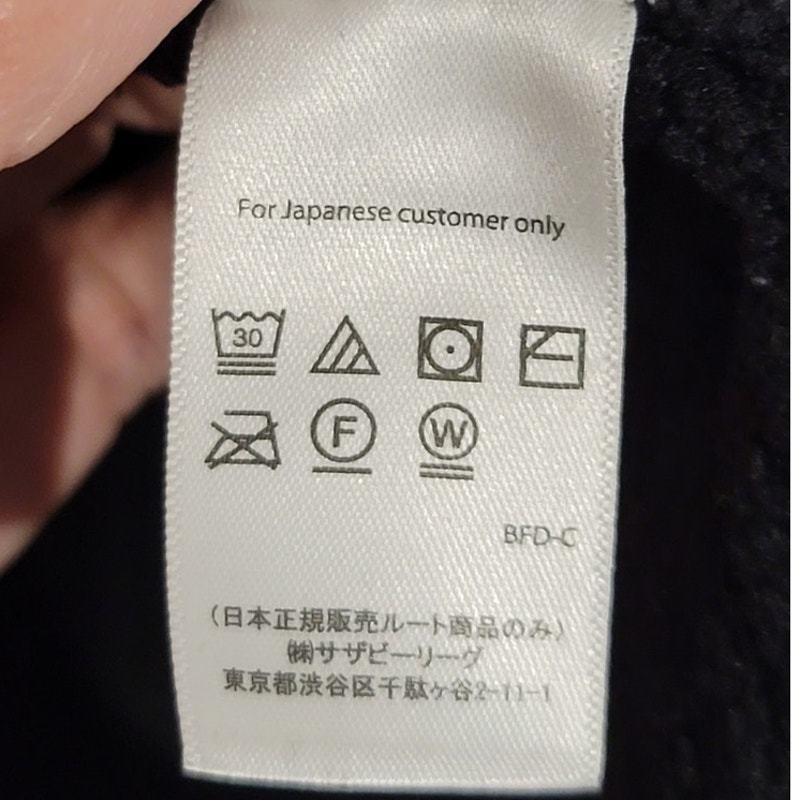 For Japanese customer only
30
F W
BFD-C
(日本正規販売ルート商品のみ)
㈱サザビーリーグ
東京都渋谷区千駄ヶ谷2-11-1